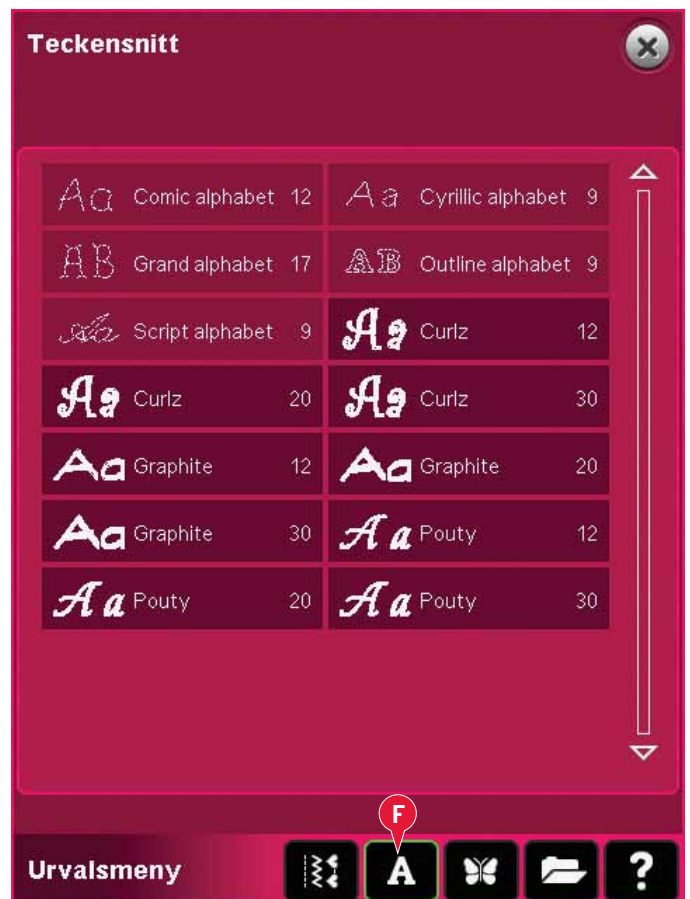 Teckensnitt
Aa Comic alphabet 12 Aa Cyrillic alphabet 9
AB Grand alphabet 17 AB Outline alphabet 9
Aa Script alphabet 9 Aa Curlz 12
Aa Curlz 20 Aa Curlz 30
Aa Graphite 12 Aa Graphite 20
Aa Graphite 30 Aa Pouty 12
Aa Pouty 20 Aa Pouty 30
F
Urvalsmeny A ?